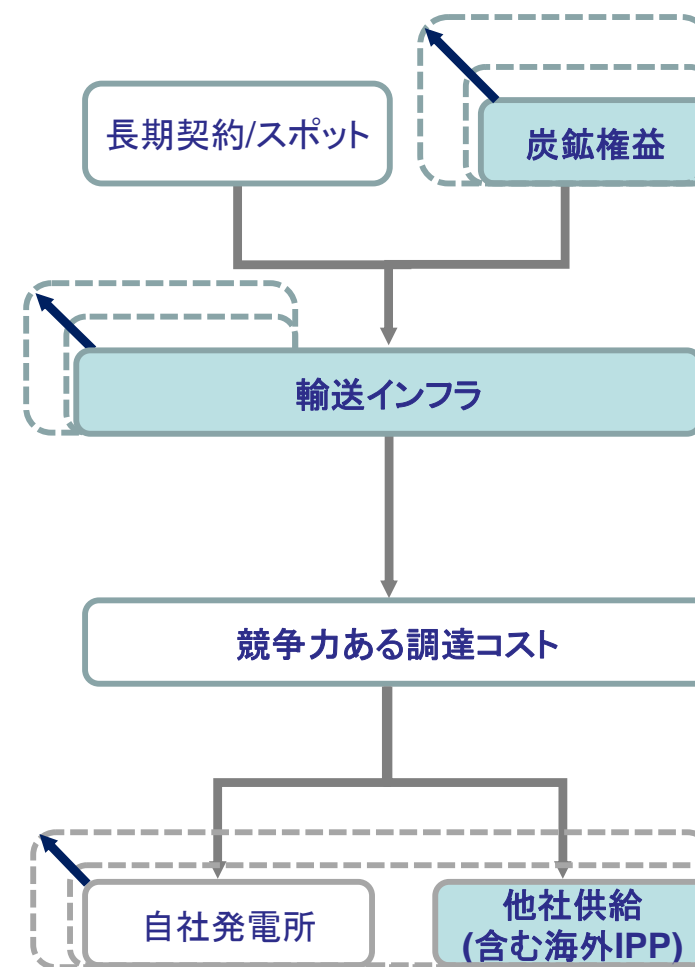 長期契約/スポット
炭鉱権益
輸送インフラ
競争力ある調達コスト
自社発電所
他社供給
(含む海外IPP)